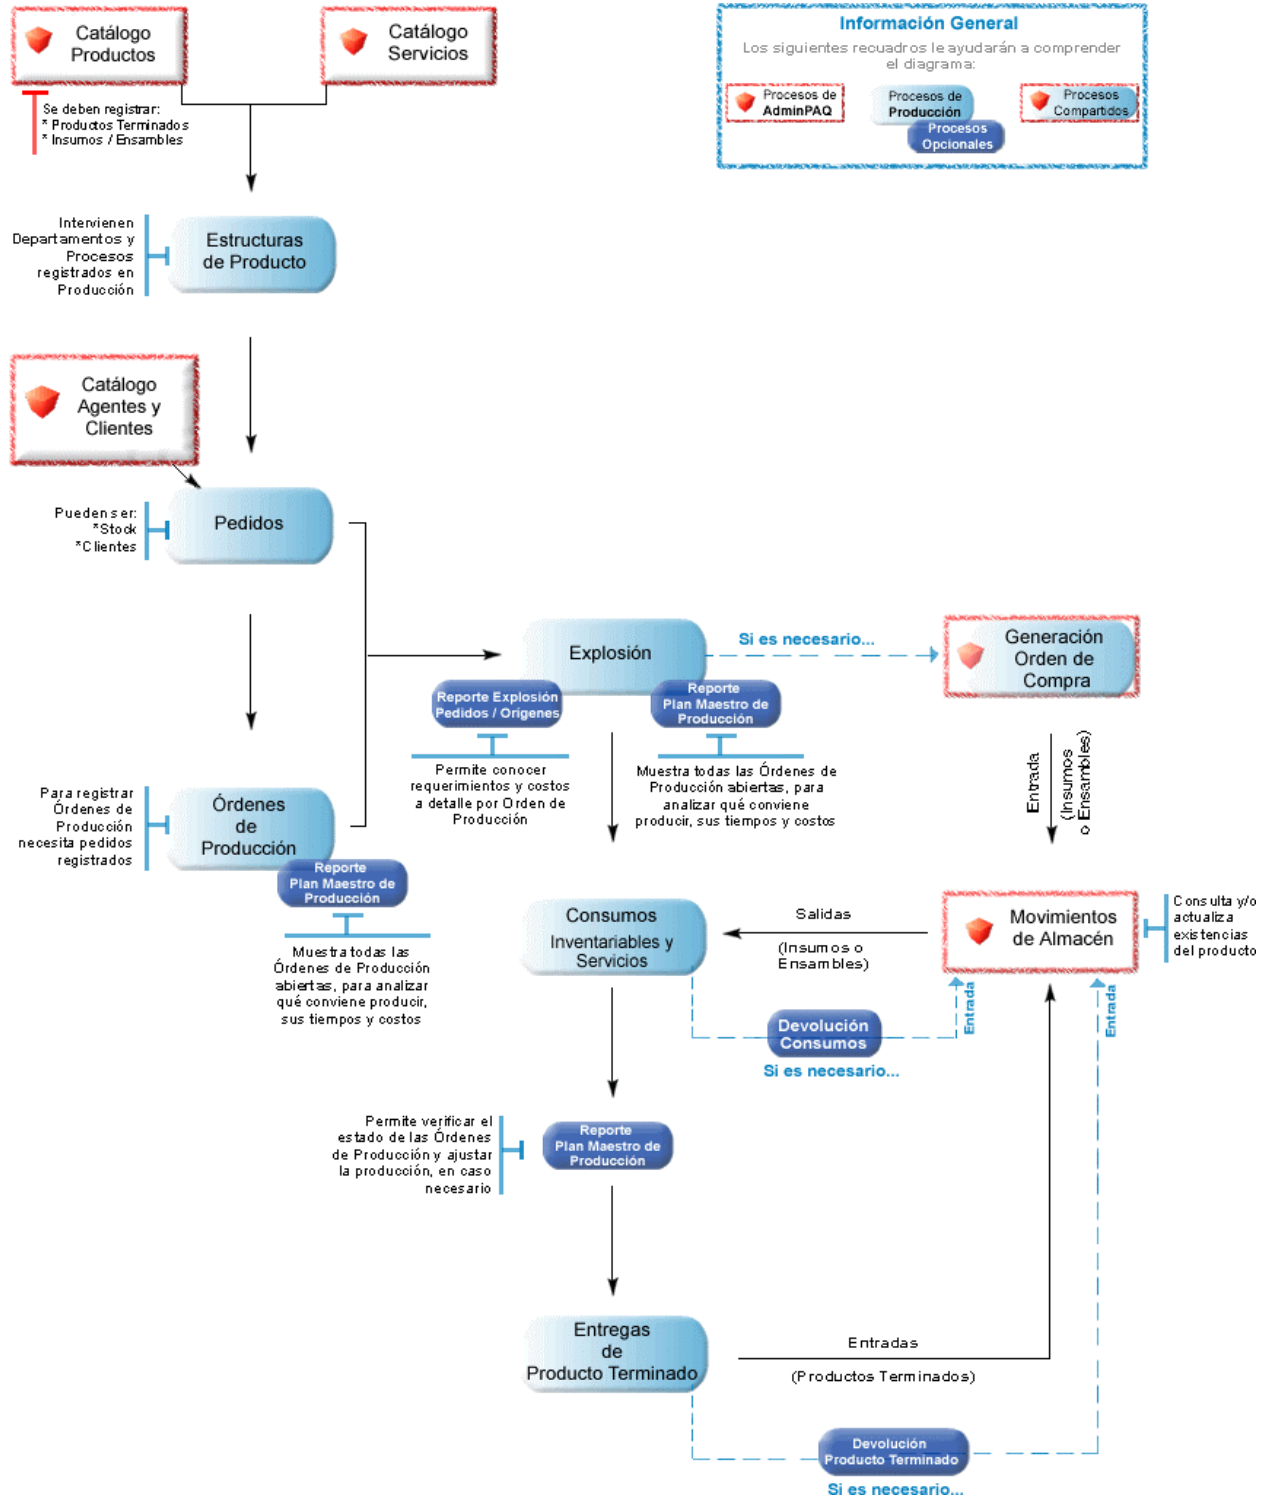 Catálogo
Productos
Catálogo
Servicios
Información General
Los siguientes recuadros le ayudarán a comprender
el diagrama:
Procesos de
AdminPAQ
Procesos de
Producción
Procesos
Opcionales
Procesos
Compartidos
Se deben registrar:
* Productos Terminados
* Insumos / Ensambles
Intervienen
Departamentos y
Procesos
registrados en
Producción
Estructuras
de Producto
Catálogo
Agentes y
Clientes
Pueden ser:
*Stock
*Clientes
Pedidos
Explosión
Si es necesario...
Generación
Orden de
Compra
Reporte Explosión
Pedidos / Orígenes
Reporte
Plan Maestro de
Producción
Permite conocer
requerimientos y costos
a detalle por Orden de
Producción
Muestra todas las Órdenes de
Producción abiertas, para
analizar qué conviene
producir, sus tiempos y costos
Entrada
(Insumos
o Ensambles)
Para registrar
Órdenes de
Producción
necesita pedidos
registrados
Órdenes
de
Producción
Reporte
Plan Maestro de
Producción
Muestra todas las
Órdenes de Producción
abiertas, para analizar
qué conviene producir,
sus tiempos y costos
Consumos
Inventariables y
Servicios
Salidas
(Insumos o
Ensambles)
Movimientos
de Almacén
Consulta y/o
actualiza
existencias
del producto
Entrada
Entrada
Devolución
Consumos
Si es necesario...
Permite verificar el
estado de las Órdenes
de Producción y ajustar
la producción, en caso
necesario
Reporte
Plan Maestro de
Producción
Entregas
de
Producto Terminado
Entradas
(Productos Terminados)
Devolución
Producto Terminado
Si es necesario...